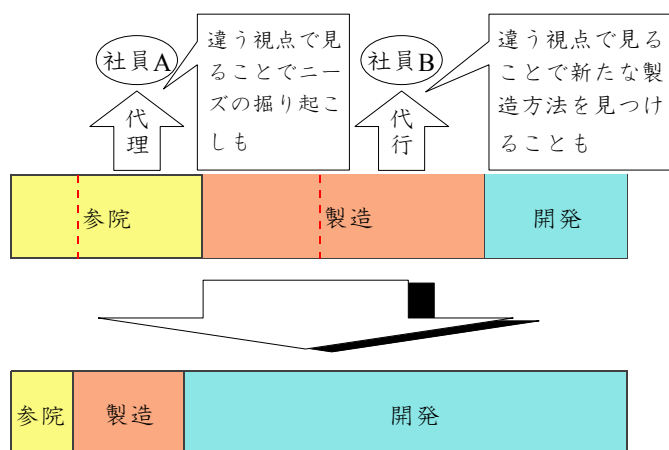 社員A
違う視点で見
ることでニー
ズの掘り起こ
しも
社員B
違う視点で見る
ことで新たな製
造方法を見つけ
ることも
代理
代行
参院
製造
開発
参院
製造
開発